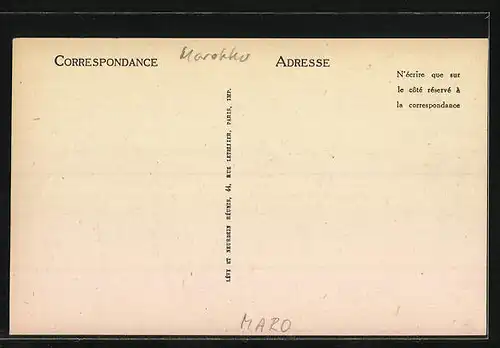 CORRESPONDANCE
Marokko
ADRESSE
N'écrire que sur
le côté réservé à
la correspondance
LÉVY ET NEURDEIN RÉUNIS, 44, RUE LETELLIER, PARIS, IMP.
MARO